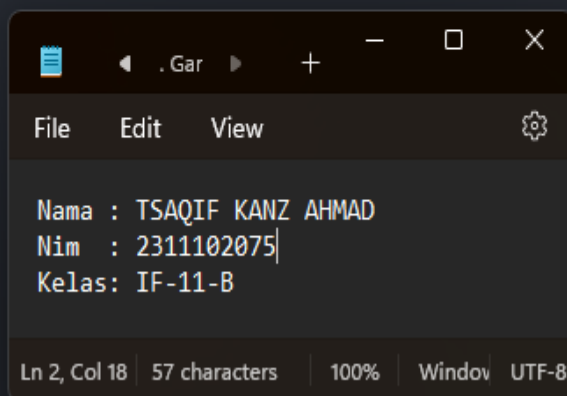 . Gar
File Edit View
Nama : TSAQIF KANZ AHMAD
Nim  : 2311102075
Kelas: IF-11-B
Ln 2, Col 18 57 characters 100% Window UTF-8